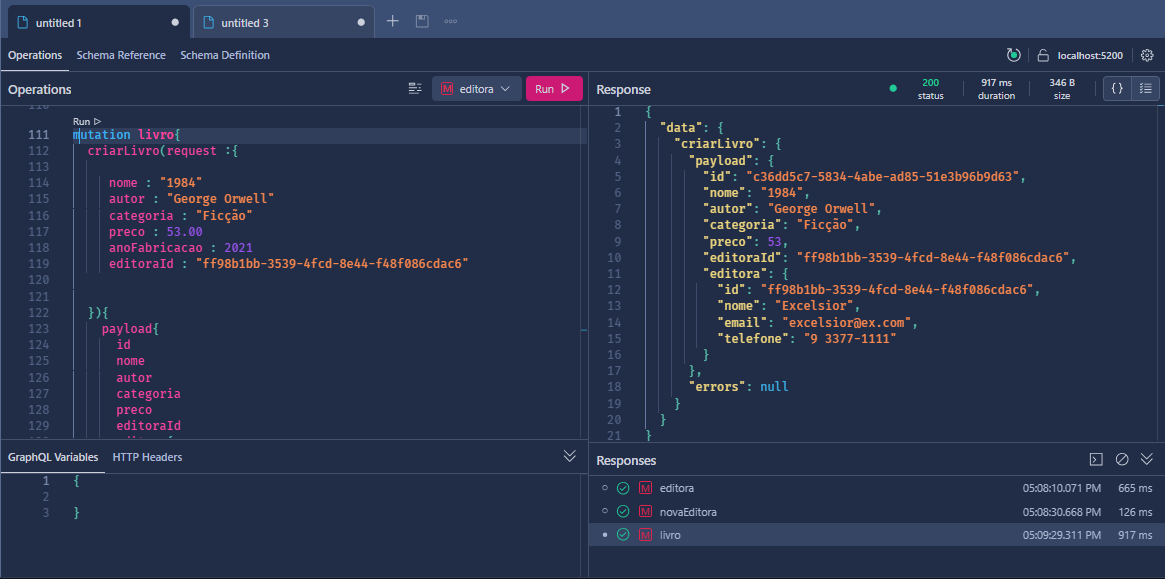 untitled 1
untitled 3
Operations Schema Reference Schema Definition
localhost:5200
Operations
editora
Run
110
Run
111 mutation livro{
112 criarLivro(request :{
113
114 nome : "1984"
115 autor : "George Orwell"
116 categoria : "Ficção"
117 preco : 53.00
118 anoFabricacao : 2021
119 editoraId : "ff98b1bb-3539-4fcd-8e44-f48f086cdac6"
120
121
122 }){
123 payload{
124 id
125 nome
126 autor
127 categoria
128 preco
129 editoraId
GraphQL Variables HTTP Headers
1 {
2
3 }
Response
200 status
917 ms duration
346 B size
{}
1 {
2 "data": {
3 "criarLivro": {
4 "payload": {
5 "id": "c36dd5c7-5834-4abe-ad85-51e3b96b9d63",
6 "nome": "1984",
7 "autor": "George Orwell",
8 "categoria": "Ficção",
9 "preco": 53,
10 "editoraId": "ff98b1bb-3539-4fcd-8e44-f48f086cdac6",
11 "editora": {
12 "id": "ff98b1bb-3539-4fcd-8e44-f48f086cdac6",
13 "nome": "Excelsior",
14 "email": "excelsior@ex.com",
15 "telefone": "9 3377-1111"
16 }
17 },
18 "errors": null
19 }
20 }
21 }
Responses
M editora 05:08:10.071 PM 665 ms
M novaEditora 05:08:30.668 PM 126 ms
M livro 05:09:29.311 PM 917 ms